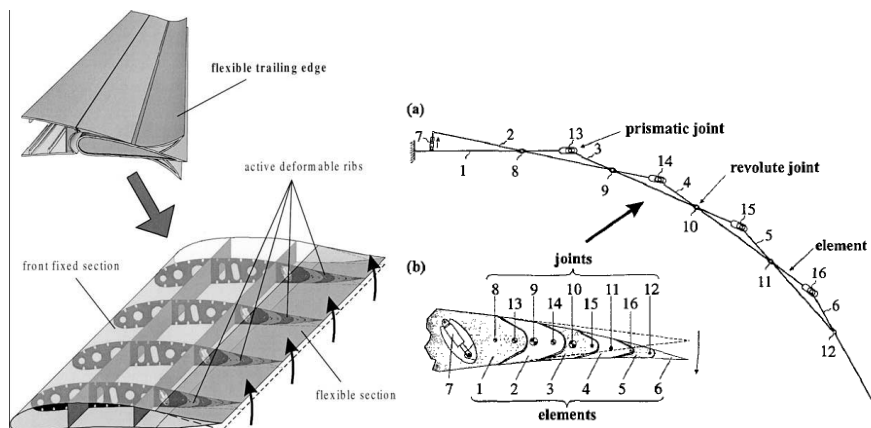 flexible trailing edge
active deformable ribs
front fixed section
flexible section
(a)
7
2
13
prismatic joint
1
8
3
14
9
4
revolute joint
15
10
5
element
16
11
6
12
(b)
joints
8 13 9 14 10 15 11 16 12
7 1 2 3 4 5 6
elements